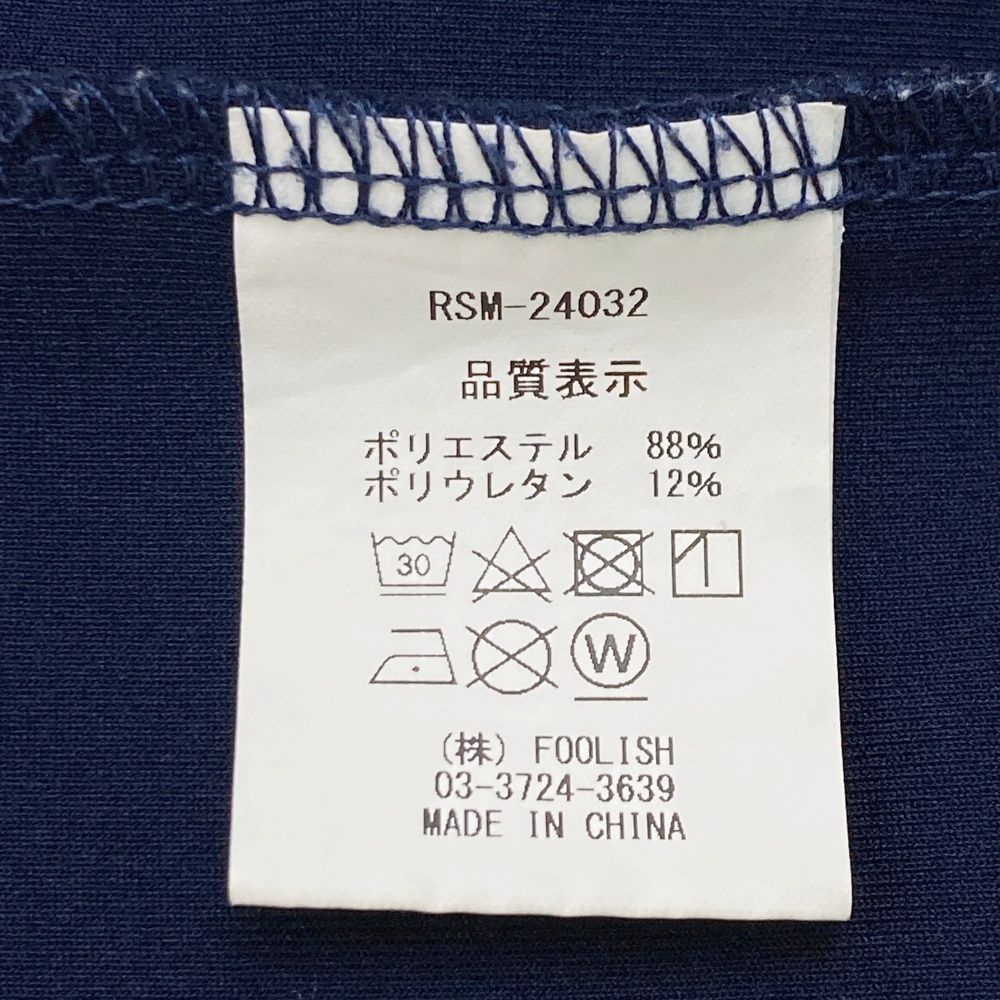 RSM-24032
品質表示
ポリエステル 88%
ポリウレタン 12%
30
W
(株) FOOLISH
03-3724-3639
MADE IN CHINA